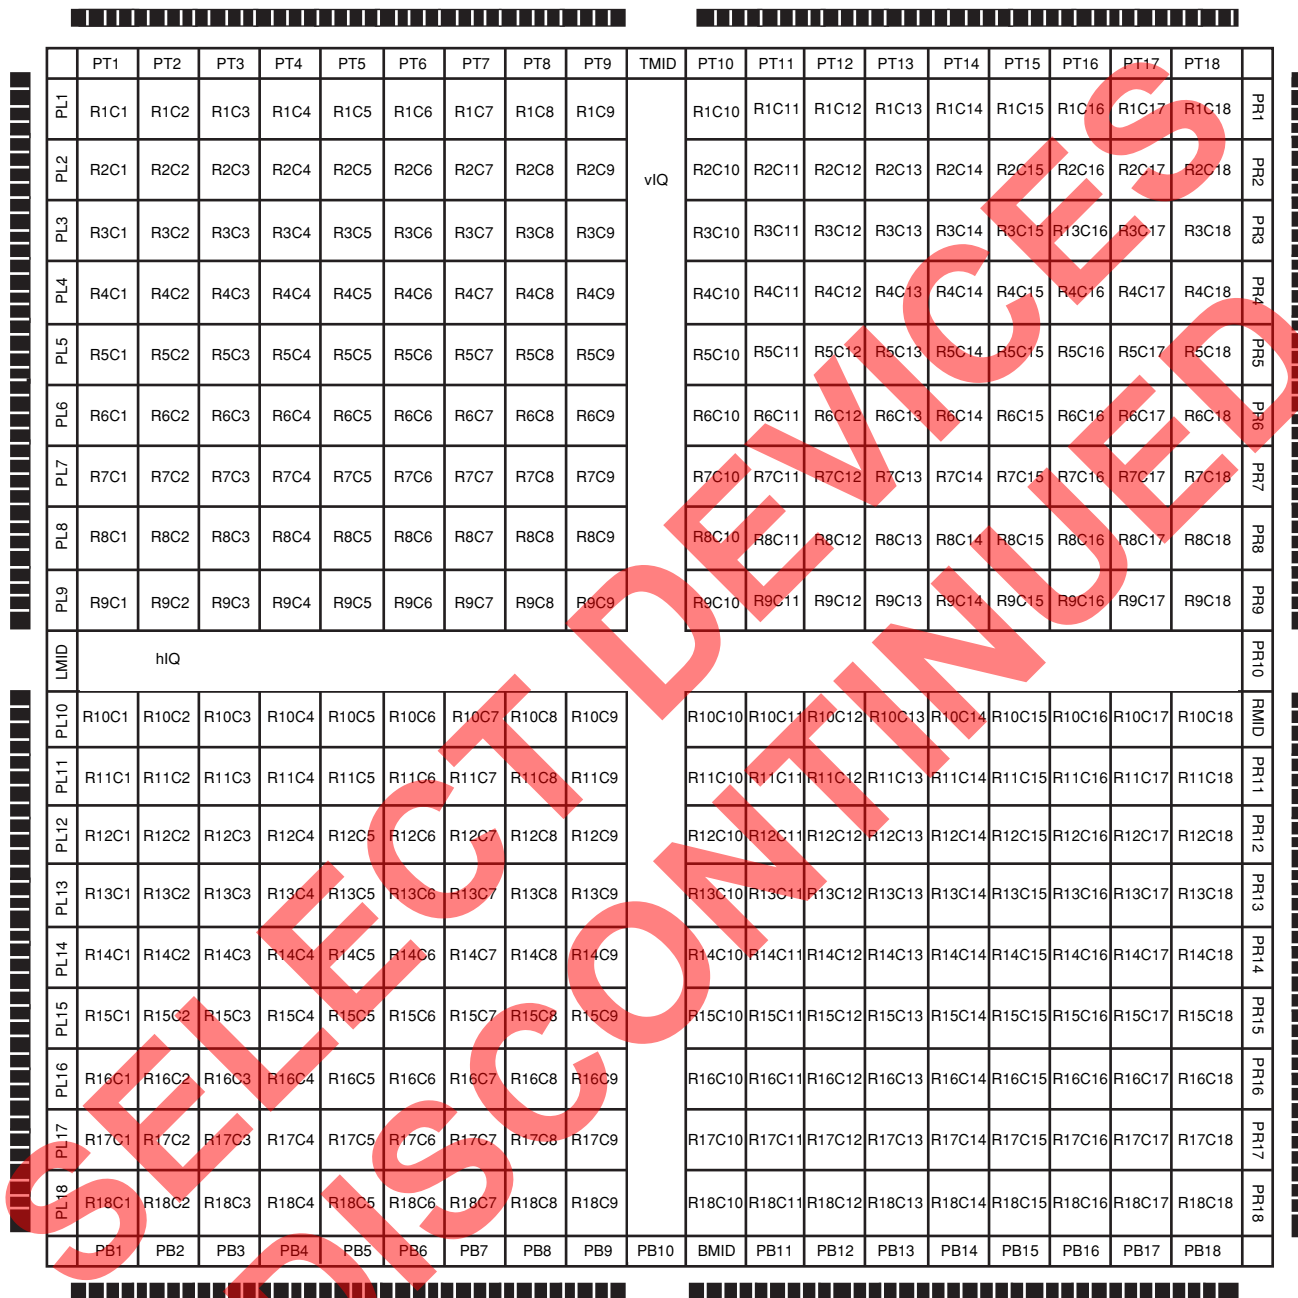 PT1 PT2 PT3 PT4 PT5 PT6 PT7 PT8 PT9 TMID PT10 PT11 PT12 PT13 PT14 PT15 PT16 PT17 PT18
PL1 R1C1 R1C2 R1C3 R1C4 R1C5 R1C6 R1C7 R1C8 R1C9 R1C10 R1C11 R1C12 R1C13 R1C14 R1C15 R1C16 R1C17 R1C18 PR1
PL2 R2C1 R2C2 R2C3 R2C4 R2C5 R2C6 R2C7 R2C8 R2C9 vIQ R2C10 R2C11 R2C12 R2C13 R2C14 R2C15 R2C16 R2C17 R2C18 PR2
PL3 R3C1 R3C2 R3C3 R3C4 R3C5 R3C6 R3C7 R3C8 R3C9 R3C10 R3C11 R3C12 R3C13 R3C14 R3C15 R13C16 R3C17 R3C18 PR3
PL4 R4C1 R4C2 R4C3 R4C4 R4C5 R4C6 R4C7 R4C8 R4C9 R4C10 R4C11 R4C12 R4C13 R4C14 R4C15 R4C16 R4C17 R4C18 PR4
PL5 R5C1 R5C2 R5C3 R5C4 R5C5 R5C6 R5C7 R5C8 R5C9 R5C10 R5C11 R5C12 R5C13 R5C14 R5C15 R5C16 R5C17 R5C18 PR5
PL6 R6C1 R6C2 R6C3 R6C4 R6C5 R6C6 R6C7 R6C8 R6C9 R6C10 R6C11 R6C12 R6C13 R6C14 R6C15 R6C16 R6C17 R6C18 PR6
PL7 R7C1 R7C2 R7C3 R7C4 R7C5 R7C6 R7C7 R7C8 R7C9 R7C10 R7C11 R7C12 R7C13 R7C14 R7C15 R7C16 R7C17 R7C18 PR7
PL8 R8C1 R8C2 R8C3 R8C4 R8C5 R8C6 R8C7 R8C8 R8C9 R8C10 R8C11 R8C12 R8C13 R8C14 R8C15 R8C16 R8C17 R8C18 PR8
PL9 R9C1 R9C2 R9C3 R9C4 R9C5 R9C6 R9C7 R9C8 R9C9 R9C10 R9C11 R9C12 R9C13 R9C14 R9C15 R9C16 R9C17 R9C18 PR9
LMID hIQ PR10
PL10 R10C1 R10C2 R10C3 R10C4 R10C5 R10C6 R10C7 R10C8 R10C9 R10C10 R10C11 R10C12 R10C13 R10C14 R10C15 R10C16 R10C17 R10C18 RMID
PL11 R11C1 R11C2 R11C3 R11C4 R11C5 R11C6 R11C7 R11C8 R11C9 R11C10 R11C11 R11C12 R11C13 R11C14 R11C15 R11C16 R11C17 R11C18 PR11
PL12 R12C1 R12C2 R12C3 R12C4 R12C5 R12C6 R12C7 R12C8 R12C9 R12C10 R12C11 R12C12 R12C13 R12C14 R12C15 R12C16 R12C17 R12C18 PR12
PL13 R13C1 R13C2 R13C3 R13C4 R13C5 R13C6 R13C7 R13C8 R13C9 R13C10 R13C11 R13C12 R13C13 R13C14 R13C15 R13C16 R13C17 R13C18 PR13
PL14 R14C1 R14C2 R14C3 R14C4 R14C5 R14C6 R14C7 R14C8 R14C9 R14C10 R14C11 R14C12 R14C13 R14C14 R14C15 R14C16 R14C17 R14C18 PR14
PL15 R15C1 R15C2 R15C3 R15C4 R15C5 R15C6 R15C7 R15C8 R15C9 R15C10 R15C11 R15C12 R15C13 R15C14 R15C15 R15C16 R15C17 R15C18 PR15
PL16 R16C1 R16C2 R16C3 R16C4 R16C5 R16C6 R16C7 R16C8 R16C9 R16C10 R16C11 R16C12 R16C13 R16C14 R16C15 R16C16 R16C17 R16C18 PR16
PL17 R17C1 R17C2 R17C3 R17C4 R17C5 R17C6 R17C7 R17C8 R17C9 R17C10 R17C11 R17C12 R17C13 R17C14 R17C15 R17C16 R17C17 R17C18 PR17
PL18 R18C1 R18C2 R18C3 R18C4 R18C5 R18C6 R18C7 R18C8 R18C9 R18C10 R18C11 R18C12 R18C13 R18C14 R18C15 R18C16 R18C17 R18C18 PR18
PB1 PB2 PB3 PB4 PB5 PB6 PB7 PB8 PB9 PB10 BMID PB11 PB12 PB13 PB14 PB15 PB16 PB17 PB18
SELECT DEVICES
DISCONTINUED